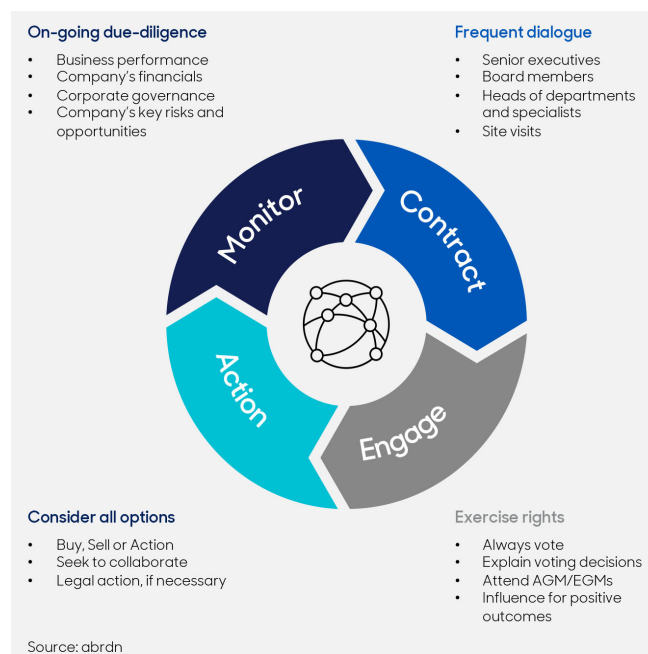 On-going due-diligence
• Business performance
• Company's financials
• Corporate governance
• Company's key risks and
opportunities
Frequent dialogue
• Senior executives
• Board members
• Heads of departments
and specialists
• Site visits
Monitor
Contract
Action
Engage
Consider all options
• Buy, Sell or Action
• Seek to collaborate
• Legal action, if necessary
Exercise rights
• Always vote
• Explain voting decisions
• Attend AGM/EGMs
• Influence for positive
outcomes
Source: abrdn